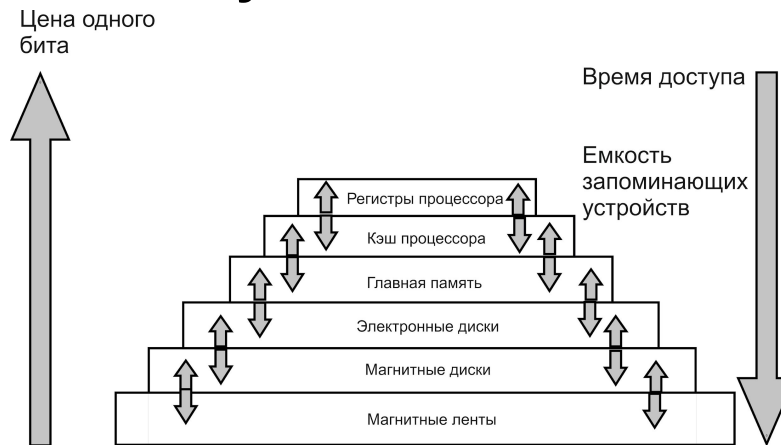 Цена одного
бита
Время доступа
Емкость
запоминающих
устройств
Регистры процессора
Кэш процессора
Главная память
Электронные диски
Магнитные диски
Магнитные ленты